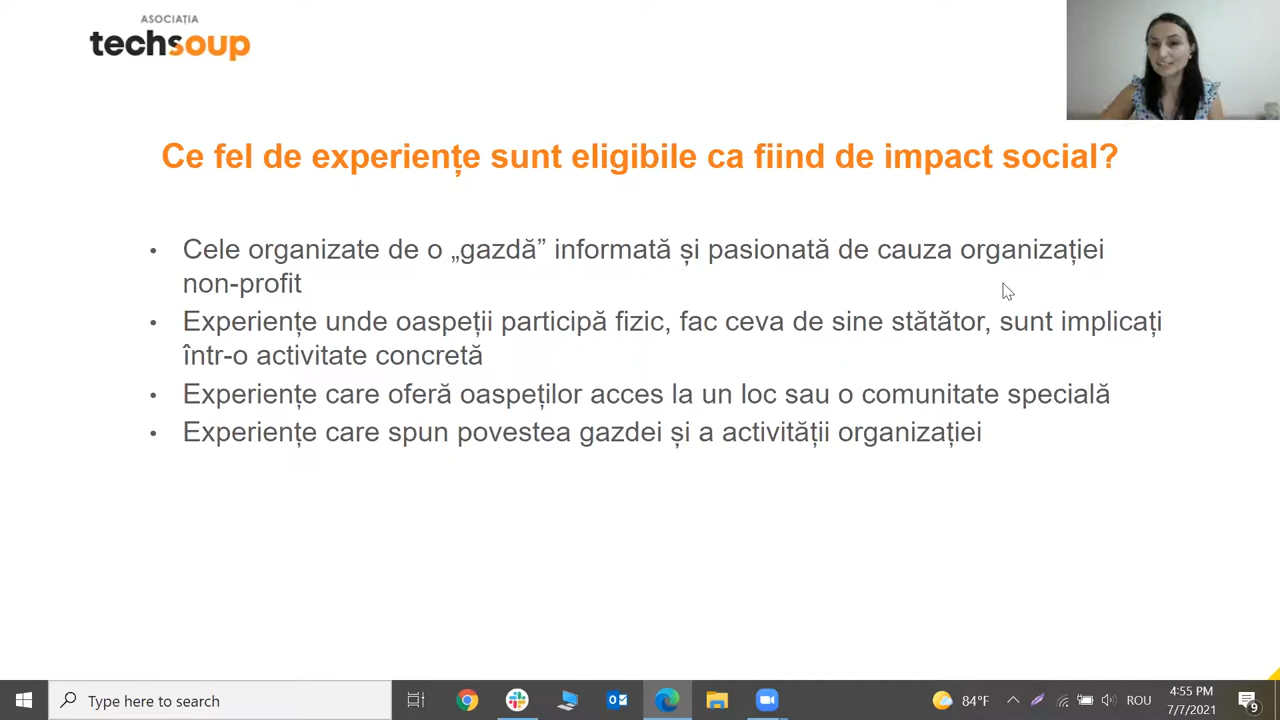 ASOCIAȚIA
techsoup
Ce fel de experiențe sunt eligibile ca fiind de impact social?
• Cele organizate de o „gazdă” informată și pasionată de cauza organizației
non-profit
• Experiențe unde oaspeții participă fizic, fac ceva de sine stătător, sunt implicați
într-o activitate concretă
• Experiențe care oferă oaspeților acces la un loc sau o comunitate specială
• Experiențe care spun povestea gazdei și a activității organizației
Type here to search
84°F
ROU
4:55 PM
7/7/2021
9